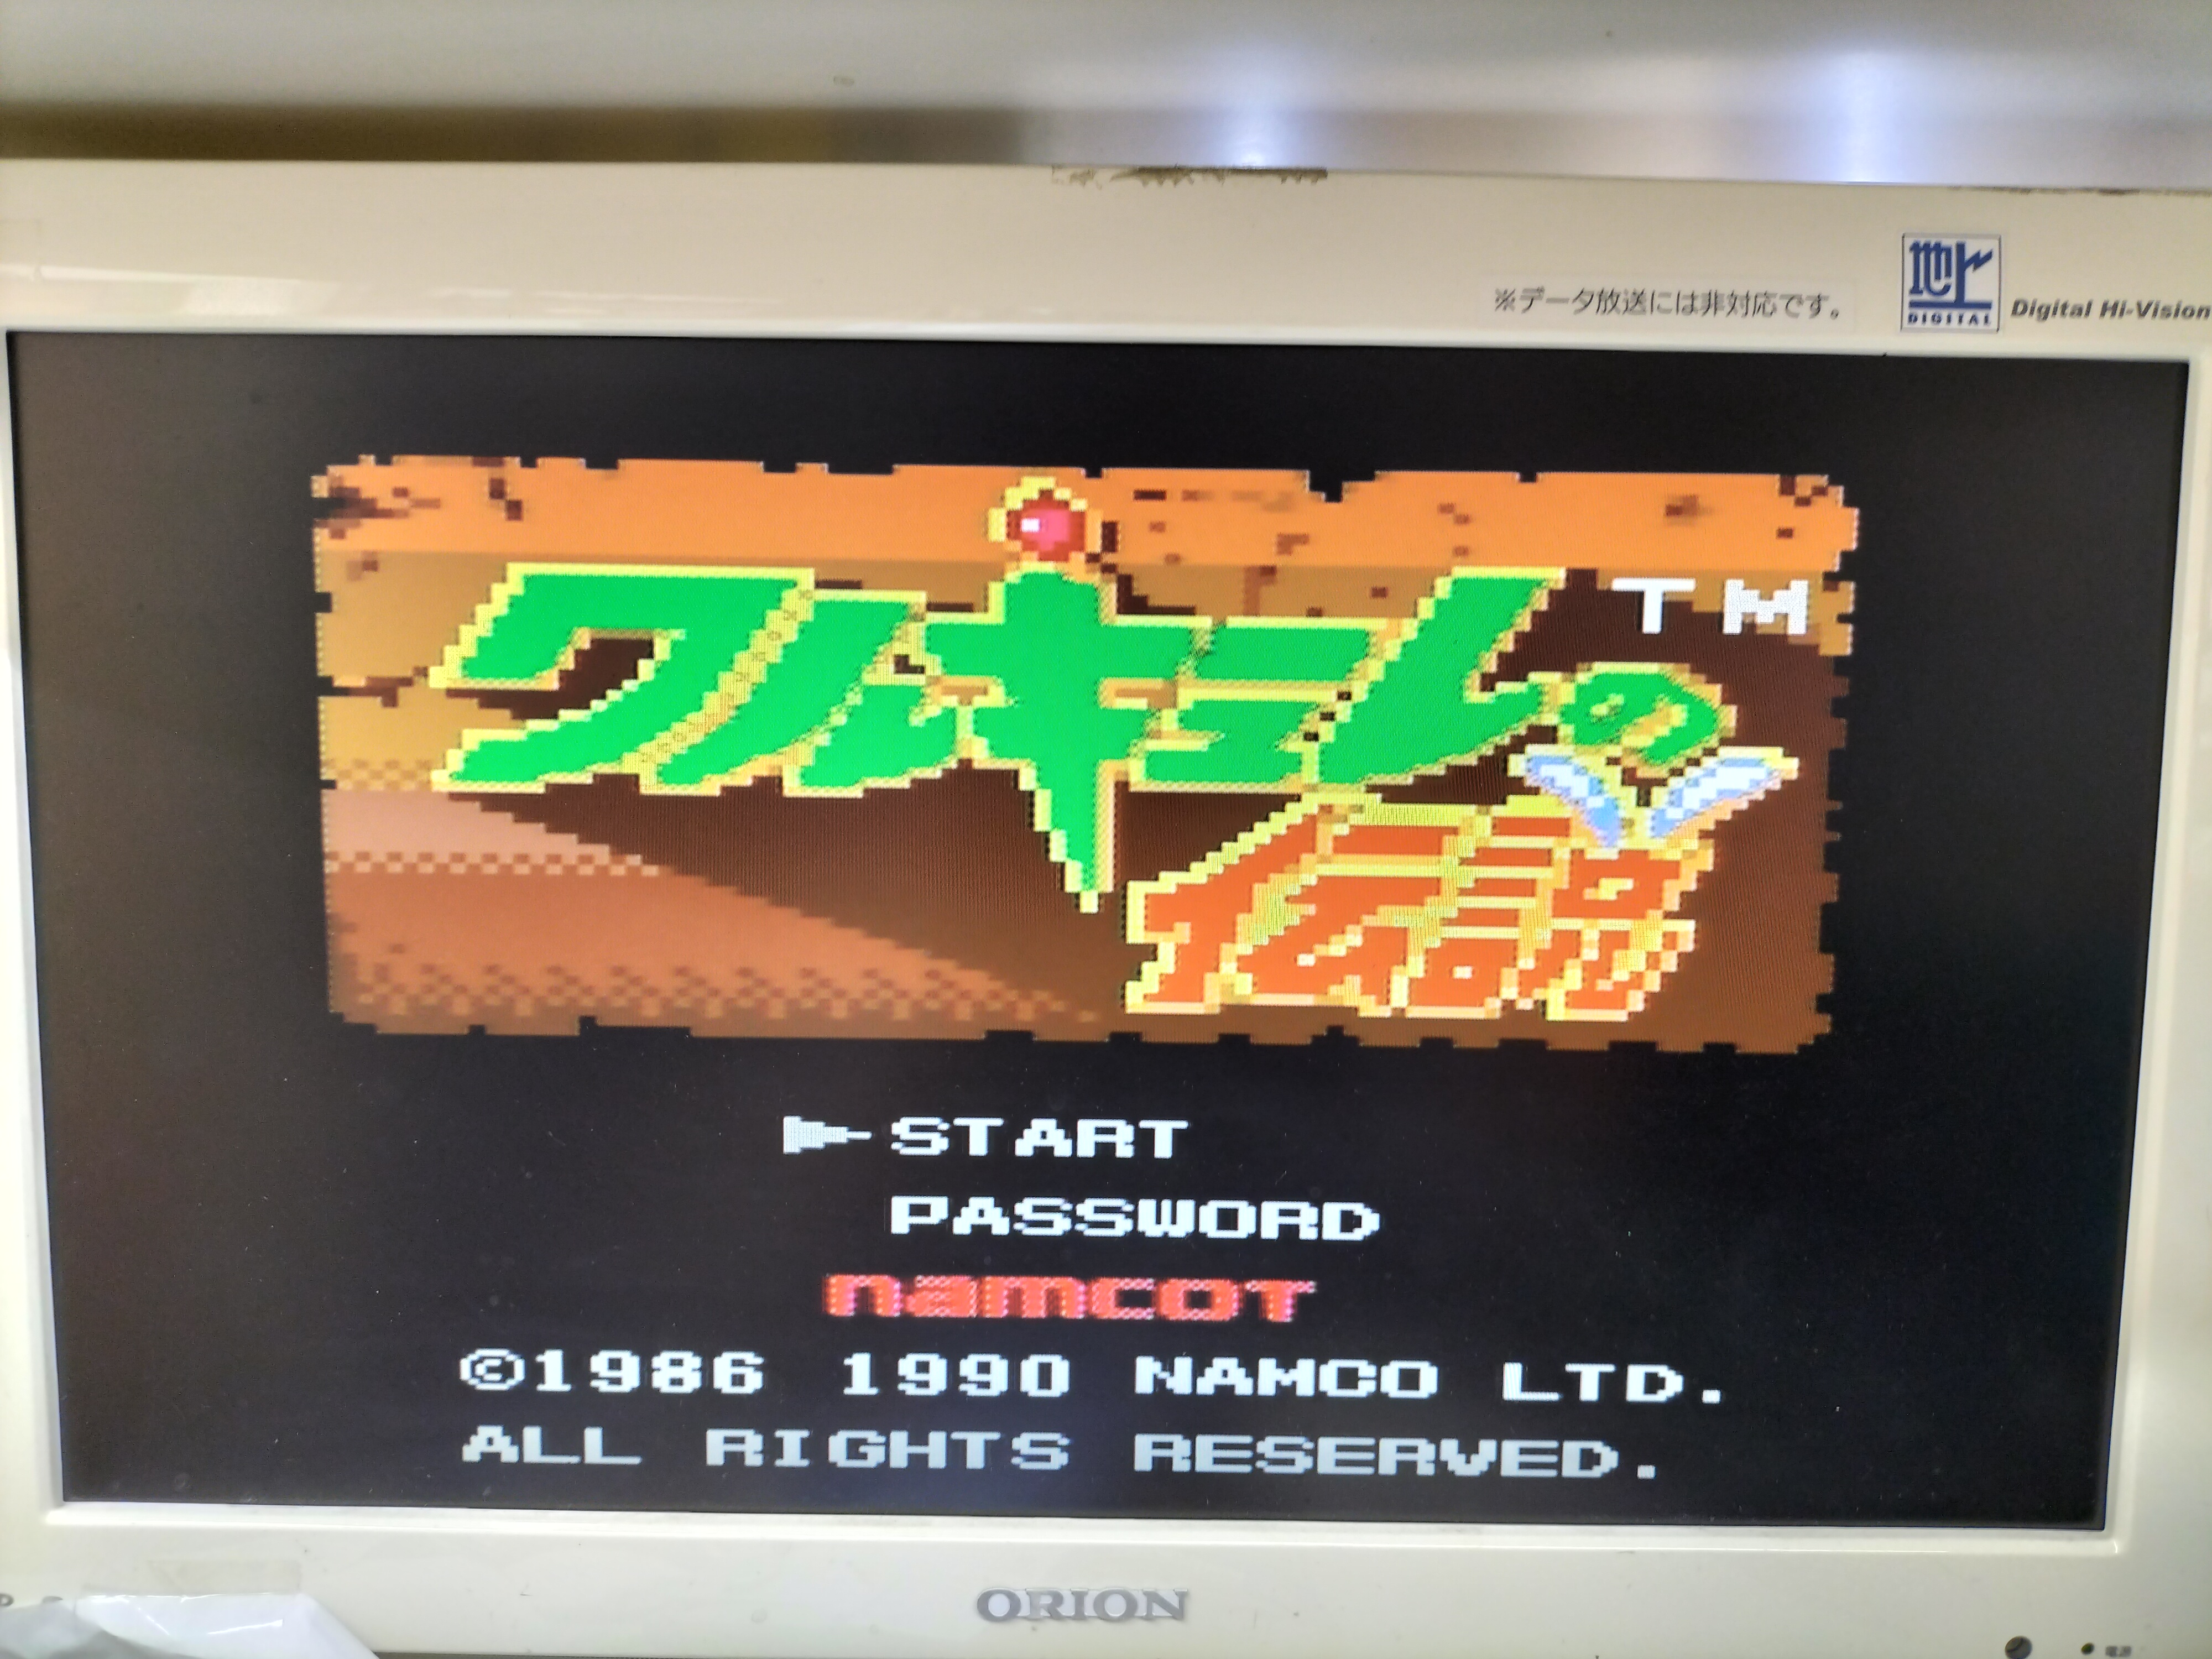 ※データ放送には非対応です。
地上 DIGITAL Digital Hi-Vision
ワルキューレの TM
伝説
START
PASSWORD
namcot
©1986 1990 NAMCO LTD.
ALL RIGHTS RESERVED.
ORION